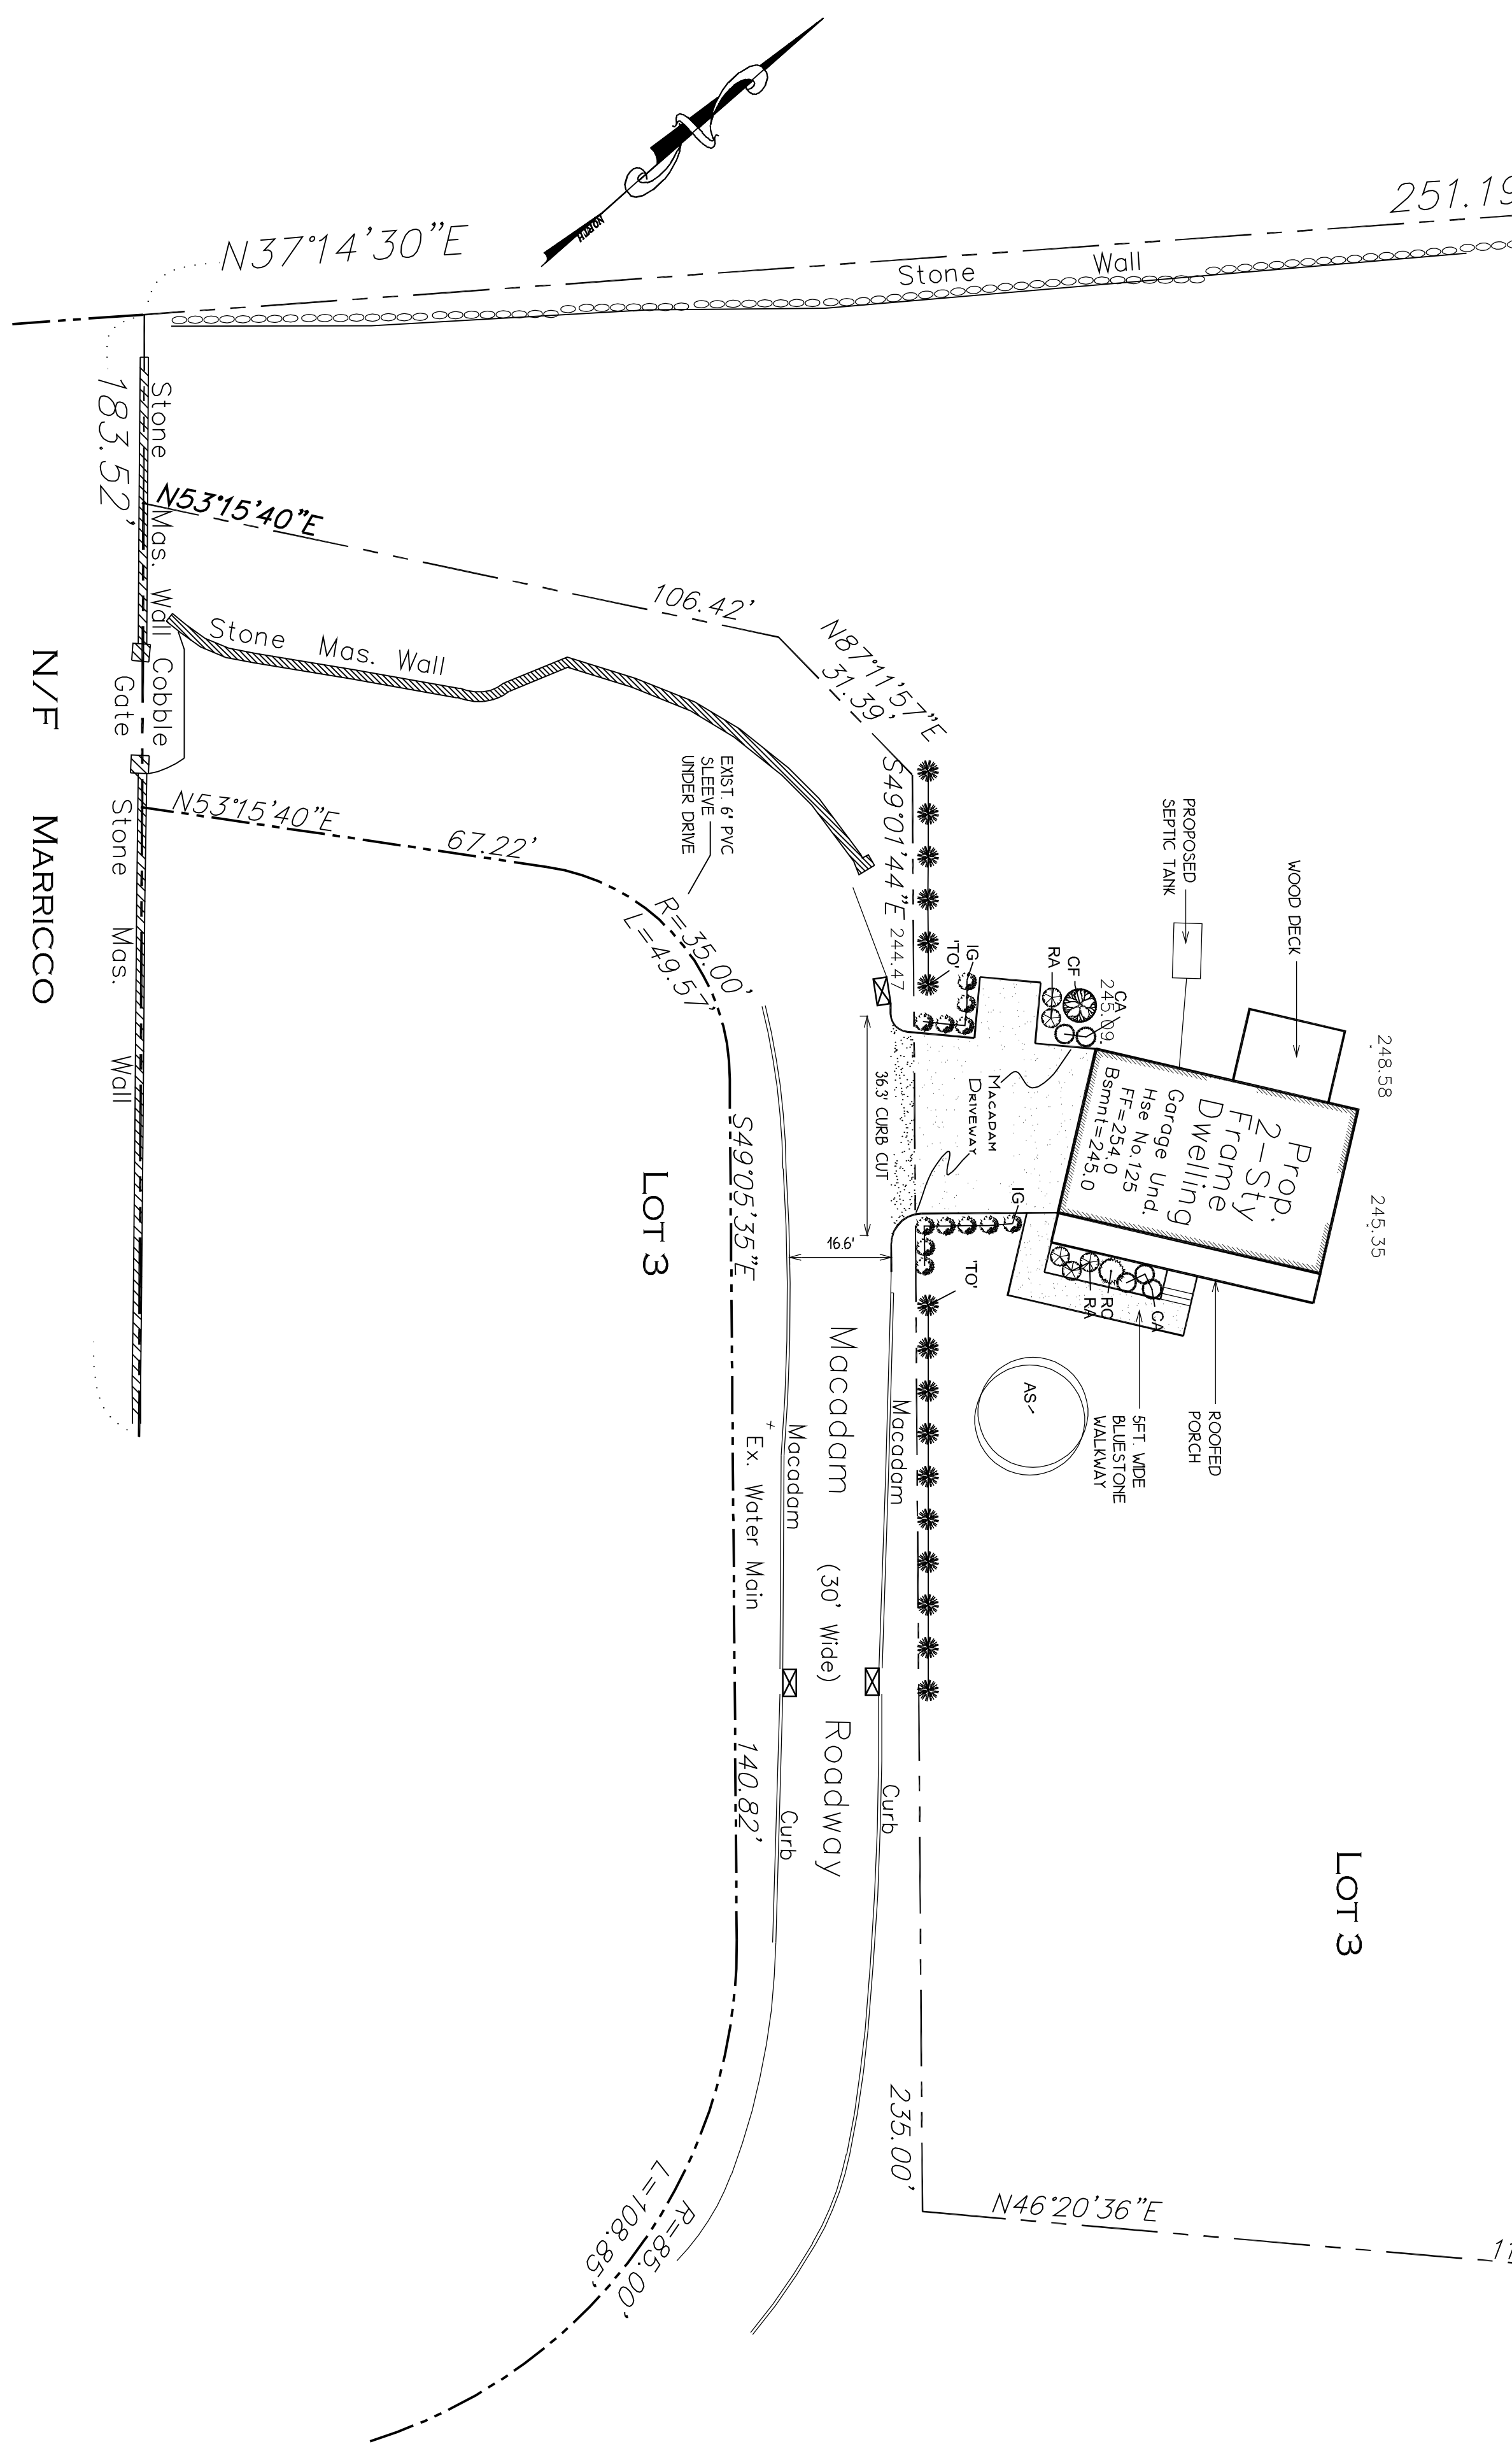 NORTH
N37°14'30"E
251.19
Stone Wall
183.52'
Stone Mas. Wall
N53°15'40"E
106.42'
N87°11'57"E
31.39'
Stone Mas. Wall
Cobble
Gate
N/F MARRICCO
Stone Mas. Wall
N53°15'40"E
67.22'
EXIST. 6" PVC
SLEEVE
UNDER DRIVE
R=35.00'
L=49.57'
S49°01'44"E
244.47
'TO'
IG
RA
CF
CA
245.09
PROPOSED
SEPTIC TANK
WOOD DECK
248.58
245.35
Prop.
2-Sty
Frame
Dwelling
Garage Und.
Hse No.125
FF=254.0
Bsmnt=245.0
MACADAM
DRIVEWAY
36.3' CURB CUT
16.6'
IG
'TO'
RA
RC
CA
AS
ROOFED
PORCH
5FT. WIDE
BLUESTONE
WALKWAY
LOT 3
S49°05'35"E
140.82'
Ex. Water Main
Macadam Curb
Macadam (30' Wide) Roadway
Macadam Curb
LOT 3
235.00'
N46°20'36"E
11
R=85.00'
L=108.85'